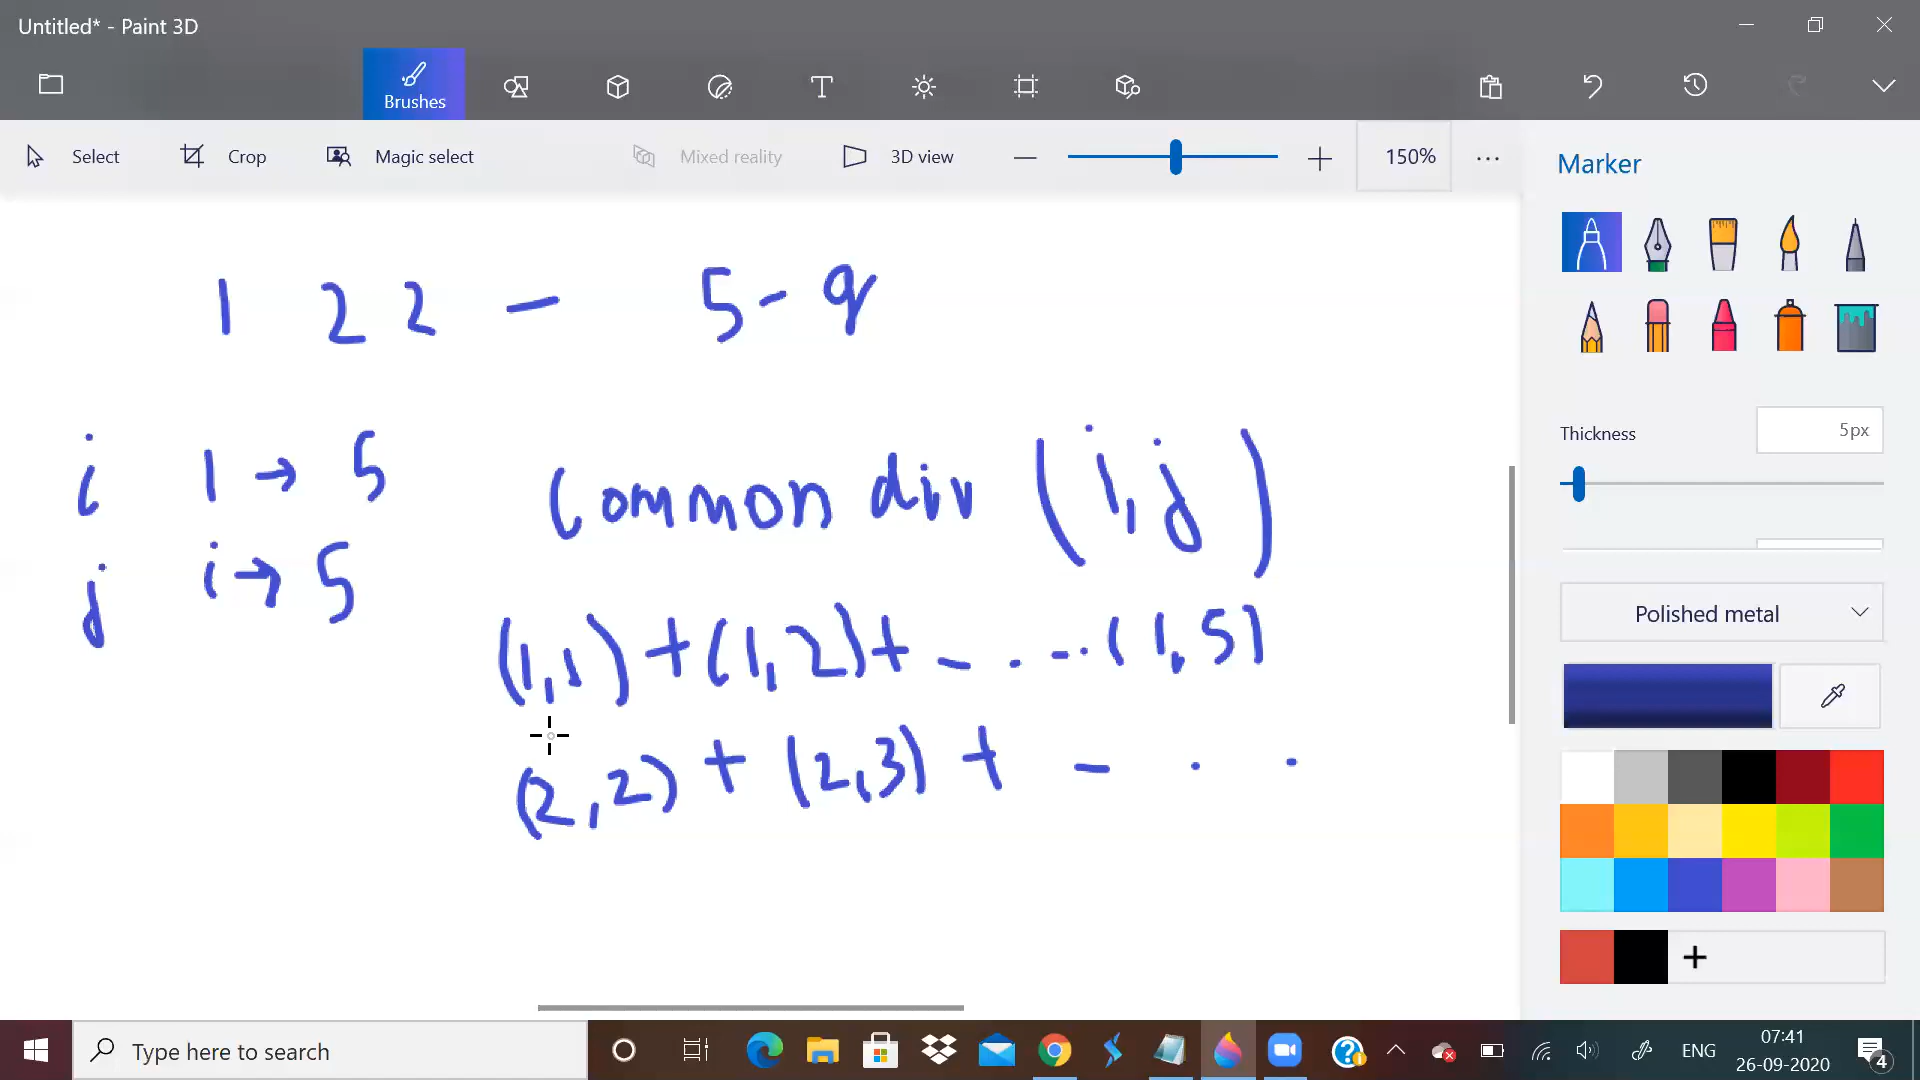 Untitled* - Paint 3D
Brushes
Select Crop Magic select Mixed reality 3D view 150%
Marker
1 2 2 - 5 - 9
i 1 → 5
j i → 5
Common div (i, j)
(1,1) + (1,2) + - . - .. (1,5)
(2,2) + (2,3) + - . .
Thickness 5px
Polished metal
Type here to search
ENG
07:41
26-09-2020
4